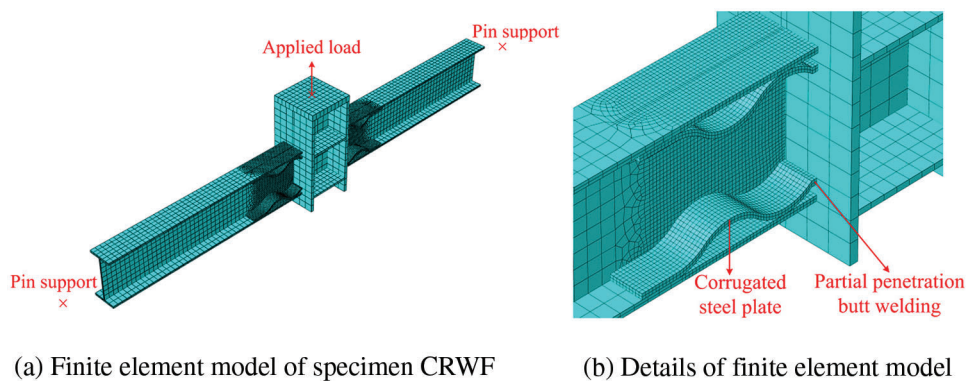 Pin support
×
Applied load
Pin support
×
(a) Finite element model of specimen CRWF
Corrugated
steel plate
Partial penetration
butt welding
(b) Details of finite element model